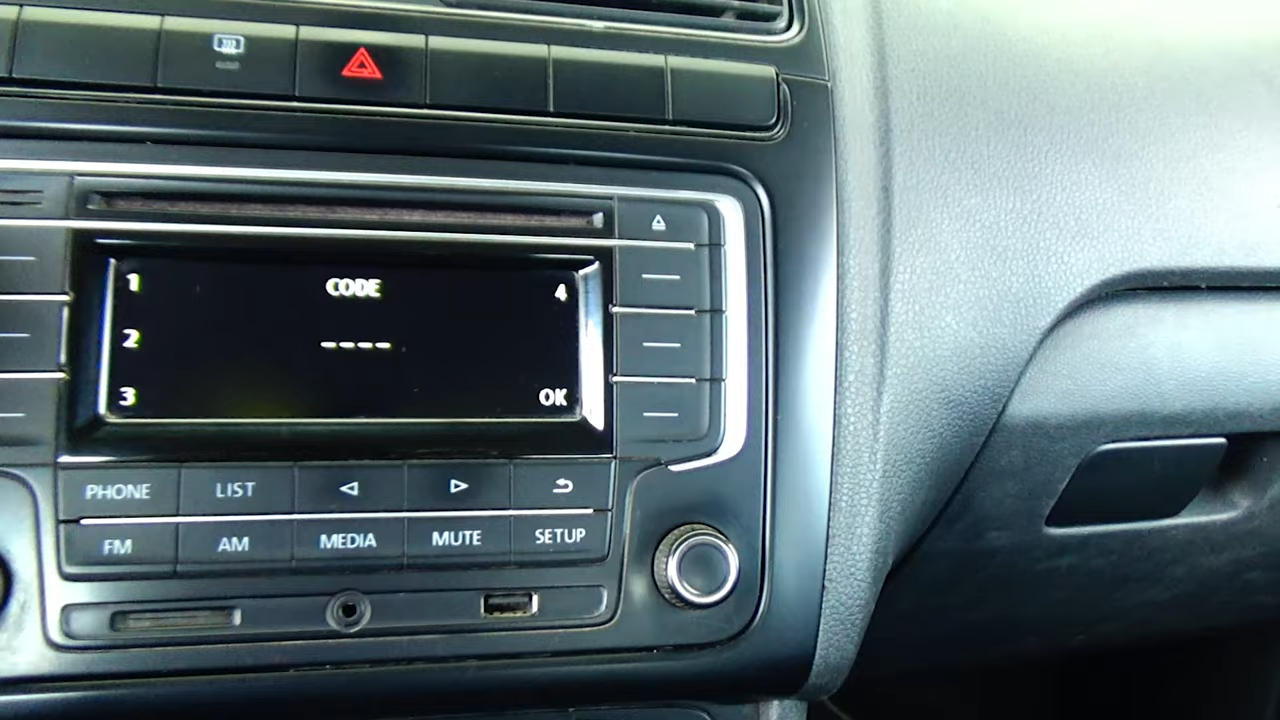 1 CODE 4
2 ----
3 OK
PHONE LIST
FM AM MEDIA MUTE SETUP